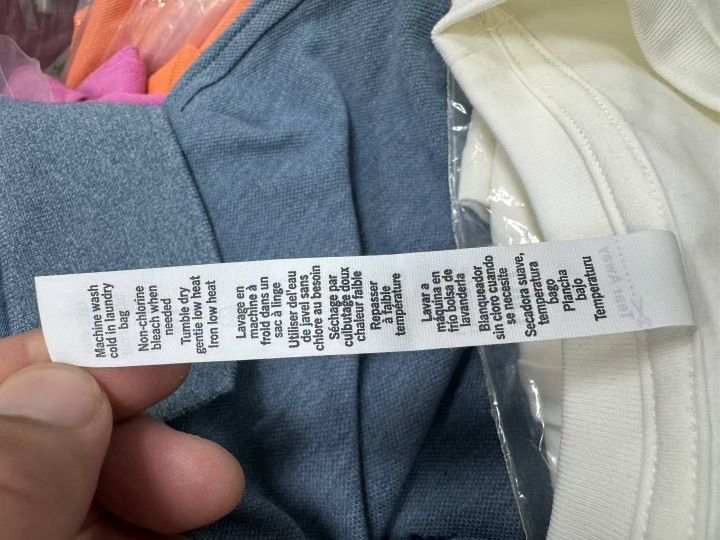 Machine wash
cold in laundry
bag
Non-chlorine
bleach when
needed
Tumble dry
gentle low heat
Iron low heat
Lavage en
machine à
froid dans un
sac à linge
Utiliser del'eau
de javel sans
chlore au besoin
Séchage par
culbutage doux
chaleur faible
Repasser
à faible
température
Lavar a
máquina en
frio bolsa de
lavandería
Blanqueador
sin cloro cuando
se necesite
Secadora suave,
temperatura
bago
Plancha
bajo
Temperaturu